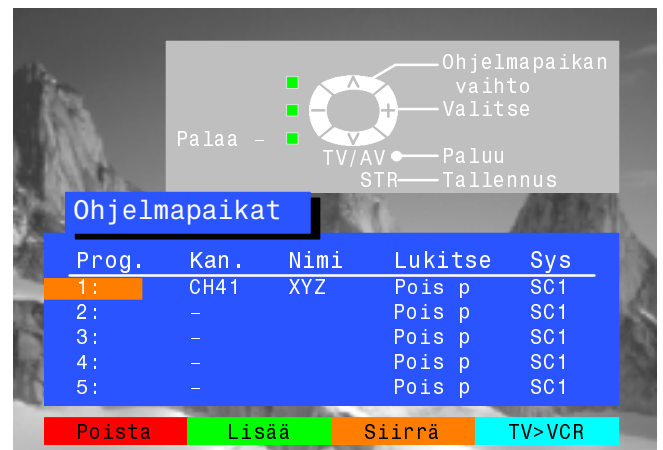 Ohjelmapaikan
vaihto
Valitse
Palaa –
TV/AV Paluu
STR Tallennus
Ohjelmapaikat
Prog. Kan. Nimi Lukitse Sys
1: CH41 XYZ Pois p SC1
2: – Pois p SC1
3: – Pois p SC1
4: – Pois p SC1
5: – Pois p SC1
Poista Lisää Siirrä TV>VCR